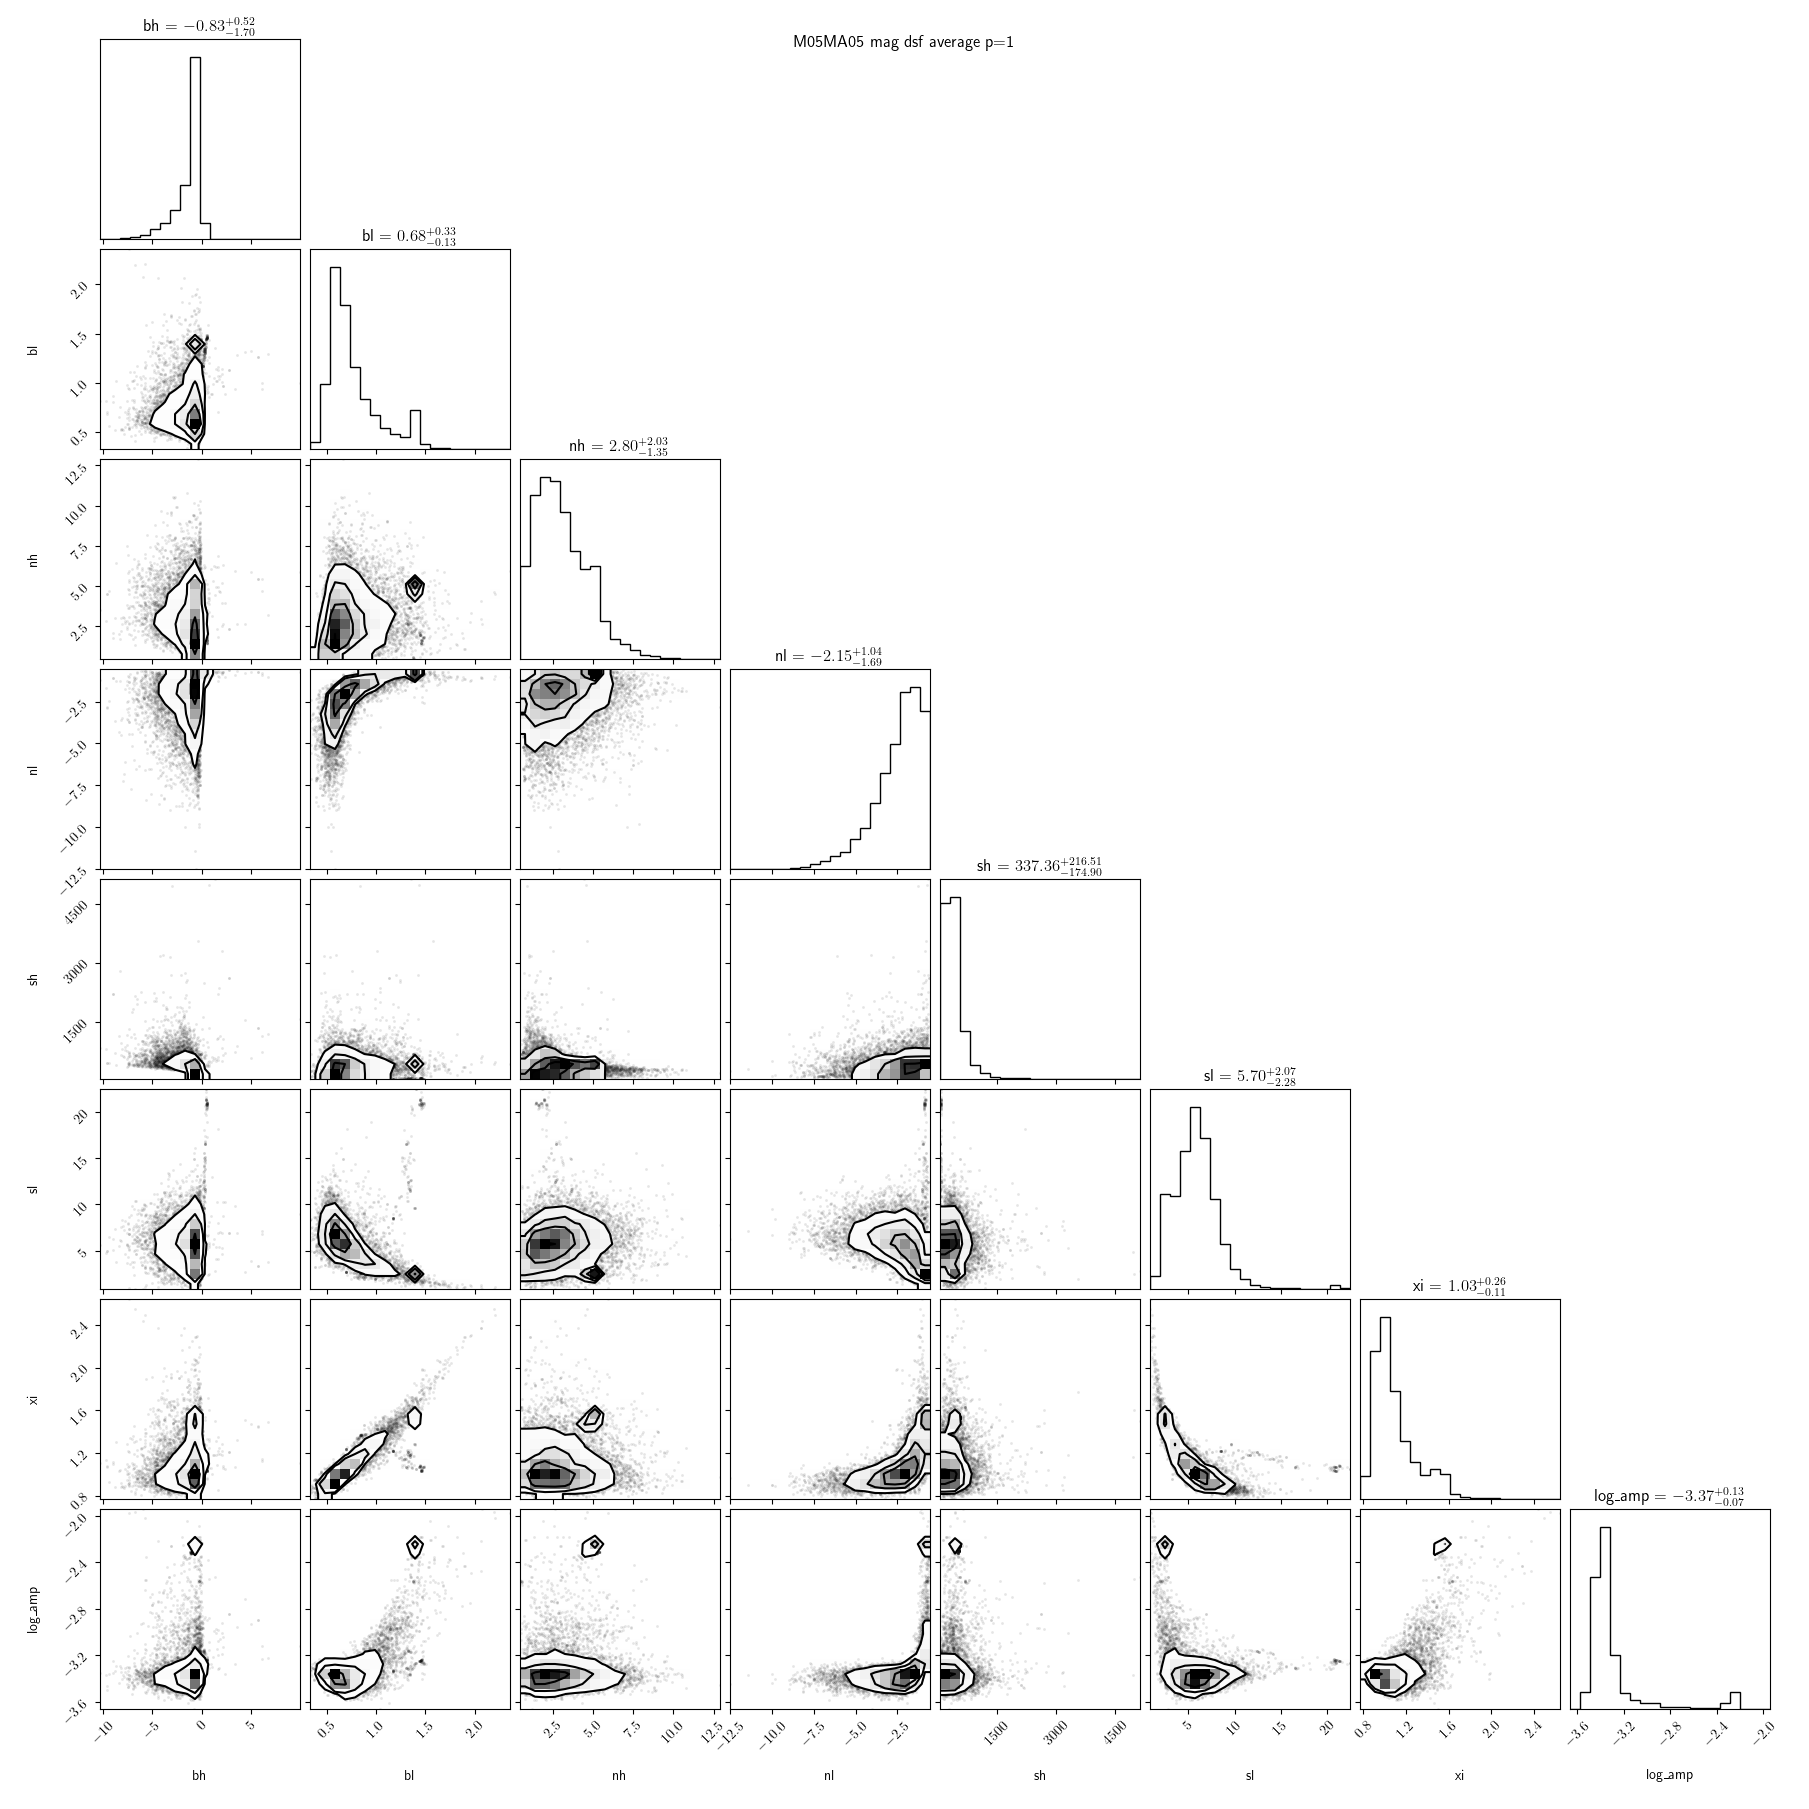 M05MA05 mag dsf average p=1
bh = −0.83 +0.52 −1.70
bl = 0.68 +0.33 −0.13
nh = 2.80 +2.03 −1.35
nl = −2.15 +1.04 −1.69
sh = 337.36 +216.51 −174.90
sl = 5.70 +2.07 −2.28
xi = 1.03 +0.26 −0.11
log_amp = −3.37 +0.13 −0.07
bl
2.0
1.5
1.0
0.5
nh
12.5
10.0
7.5
5.0
2.5
nl
−2.5
−5.0
−7.5
−10.0
−12.5
sh
4500
3000
1500
sl
20
15
10
5
xi
2.4
2.0
1.6
1.2
0.8
log_amp
−2.0
−2.4
−2.8
−3.2
−3.6
−10 −5 0 5
0.5 1.0 1.5 2.0
2.5 5.0 7.5 10.0 12.5
−12.5 −10.0 −7.5 −5.0 −2.5
1500 3000 4500
5 10 15 20
0.8 1.2 1.6 2.0 2.4
−3.6 −3.2 −2.8 −2.4 −2.0
bh bl nh nl sh sl xi log_amp